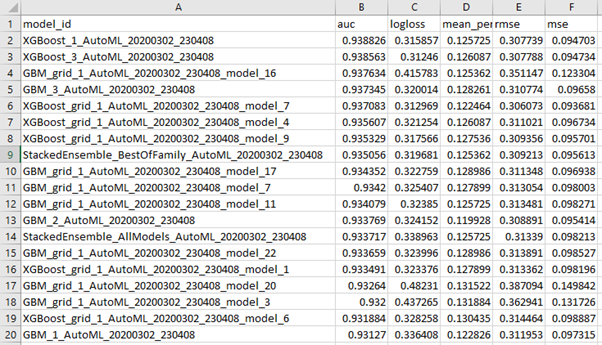 A B C D E F
1 model_id auc logloss mean_per rmse mse
2 XGBoost_1_AutoML_20200302_230408 0.938826 0.315857 0.125725 0.307739 0.094703
3 XGBoost_3_AutoML_20200302_230408 0.938563 0.31246 0.126087 0.307788 0.094734
4 GBM_grid_1_AutoML_20200302_230408_model_16 0.937634 0.415783 0.125362 0.351147 0.123304
5 GBM_3_AutoML_20200302_230408 0.937345 0.320014 0.128261 0.310774 0.09658
6 XGBoost_grid_1_AutoML_20200302_230408_model_7 0.937083 0.312969 0.122464 0.306073 0.093681
7 XGBoost_grid_1_AutoML_20200302_230408_model_4 0.935607 0.321254 0.126087 0.311021 0.096734
8 XGBoost_grid_1_AutoML_20200302_230408_model_9 0.935329 0.317566 0.127536 0.309356 0.095701
9 StackedEnsemble_BestOfFamily_AutoML_20200302_230408 0.935056 0.319681 0.125362 0.309213 0.095613
10 GBM_grid_1_AutoML_20200302_230408_model_17 0.934352 0.322759 0.128986 0.311348 0.096938
11 GBM_grid_1_AutoML_20200302_230408_model_7 0.9342 0.325407 0.127899 0.313054 0.098003
12 GBM_grid_1_AutoML_20200302_230408_model_11 0.934079 0.32385 0.125725 0.313481 0.098271
13 GBM_2_AutoML_20200302_230408 0.933769 0.324152 0.119928 0.308891 0.095414
14 StackedEnsemble_AllModels_AutoML_20200302_230408 0.933717 0.338963 0.125725 0.31339 0.098213
15 GBM_grid_1_AutoML_20200302_230408_model_22 0.933659 0.323996 0.128986 0.313891 0.098527
16 XGBoost_grid_1_AutoML_20200302_230408_model_1 0.933491 0.323376 0.127899 0.313362 0.098196
17 GBM_grid_1_AutoML_20200302_230408_model_20 0.93264 0.48231 0.131522 0.387094 0.149842
18 GBM_grid_1_AutoML_20200302_230408_model_3 0.932 0.437265 0.131884 0.362941 0.131726
19 XGBoost_grid_1_AutoML_20200302_230408_model_6 0.931884 0.328258 0.130435 0.314464 0.098887
20 GBM_1_AutoML_20200302_230408 0.93127 0.336408 0.122826 0.311953 0.097315